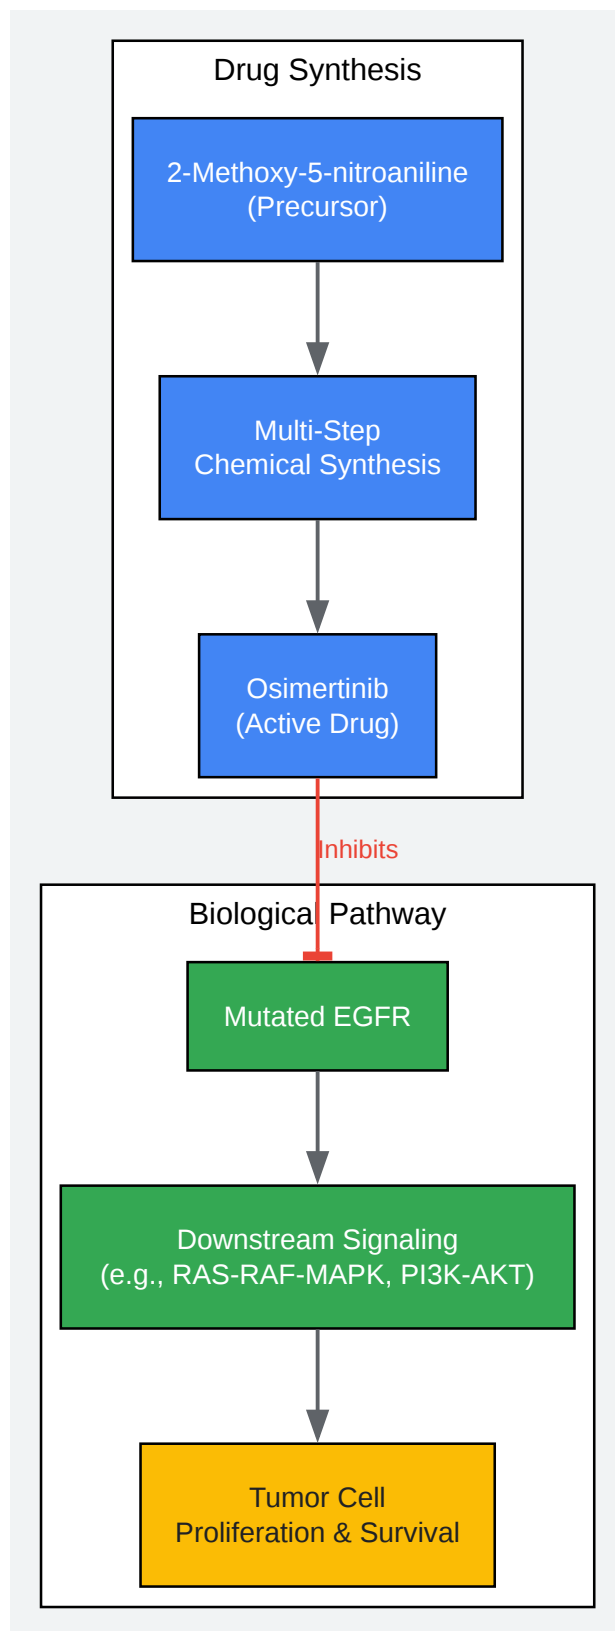 Drug Synthesis
2-Methoxy-5-nitroaniline
(Precursor)
Multi-Step
Chemical Synthesis
Osimertinib
(Active Drug)
Inhibits
Biological Pathway
Mutated EGFR
Downstream Signaling
(e.g., RAS-RAF-MAPK, PI3K-AKT)
Tumor Cell
Proliferation & Survival